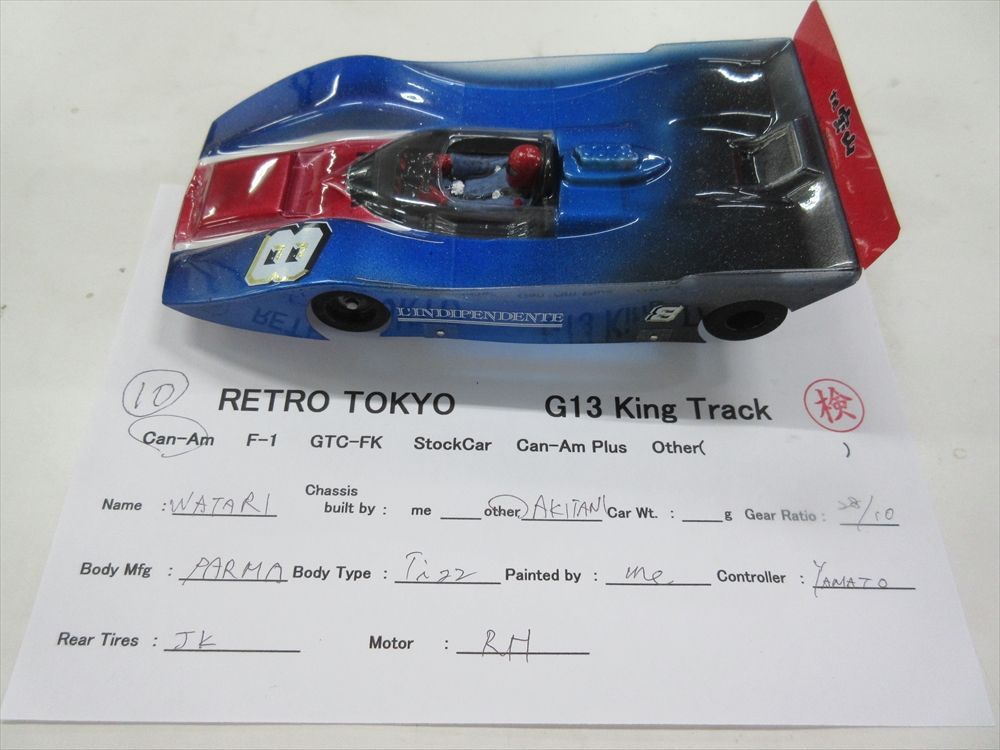 8
L'INDIPENDENTE
8
10 RETRO TOKYO G13 King Track 検
Can-Am F-1 GTC-FK StockCar Can-Am Plus Other( )
Name : WATARI Chassis built by : me other AKITANI Car Wt. : g Gear Ratio : 28/10
Body Mfg : PARMA Body Type : Tizz Painted by : me Controller : YAMATO
Rear Tires : JK Motor : RH